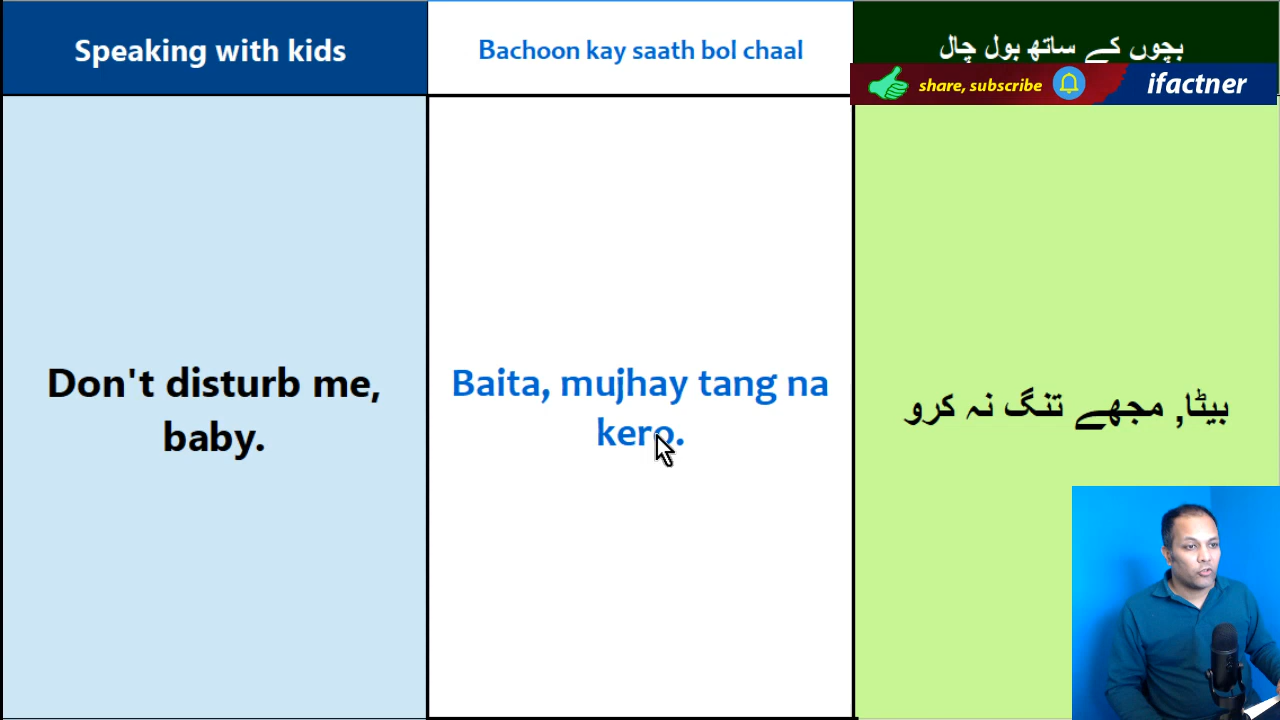 Speaking with kids
Bachoon kay saath bol chaal
بچوں کے ساتھ بول چال
share, subscribe
ifactner
Don't disturb me,
baby.
Baita, mujhay tang na
kero.
بیٹا, مجھے تنگ نہ کرو